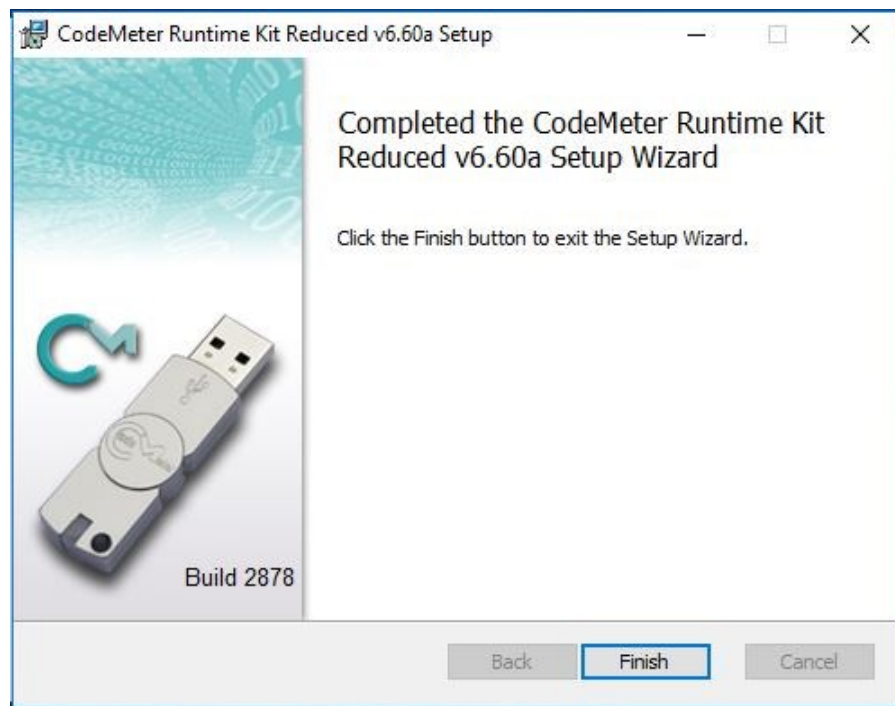 CodeMeter Runtime Kit Reduced v6.60a Setup
Completed the CodeMeter Runtime Kit
Reduced v6.60a Setup Wizard
Click the Finish button to exit the Setup Wizard.
CM
Build 2878
Back
Finish
Cancel